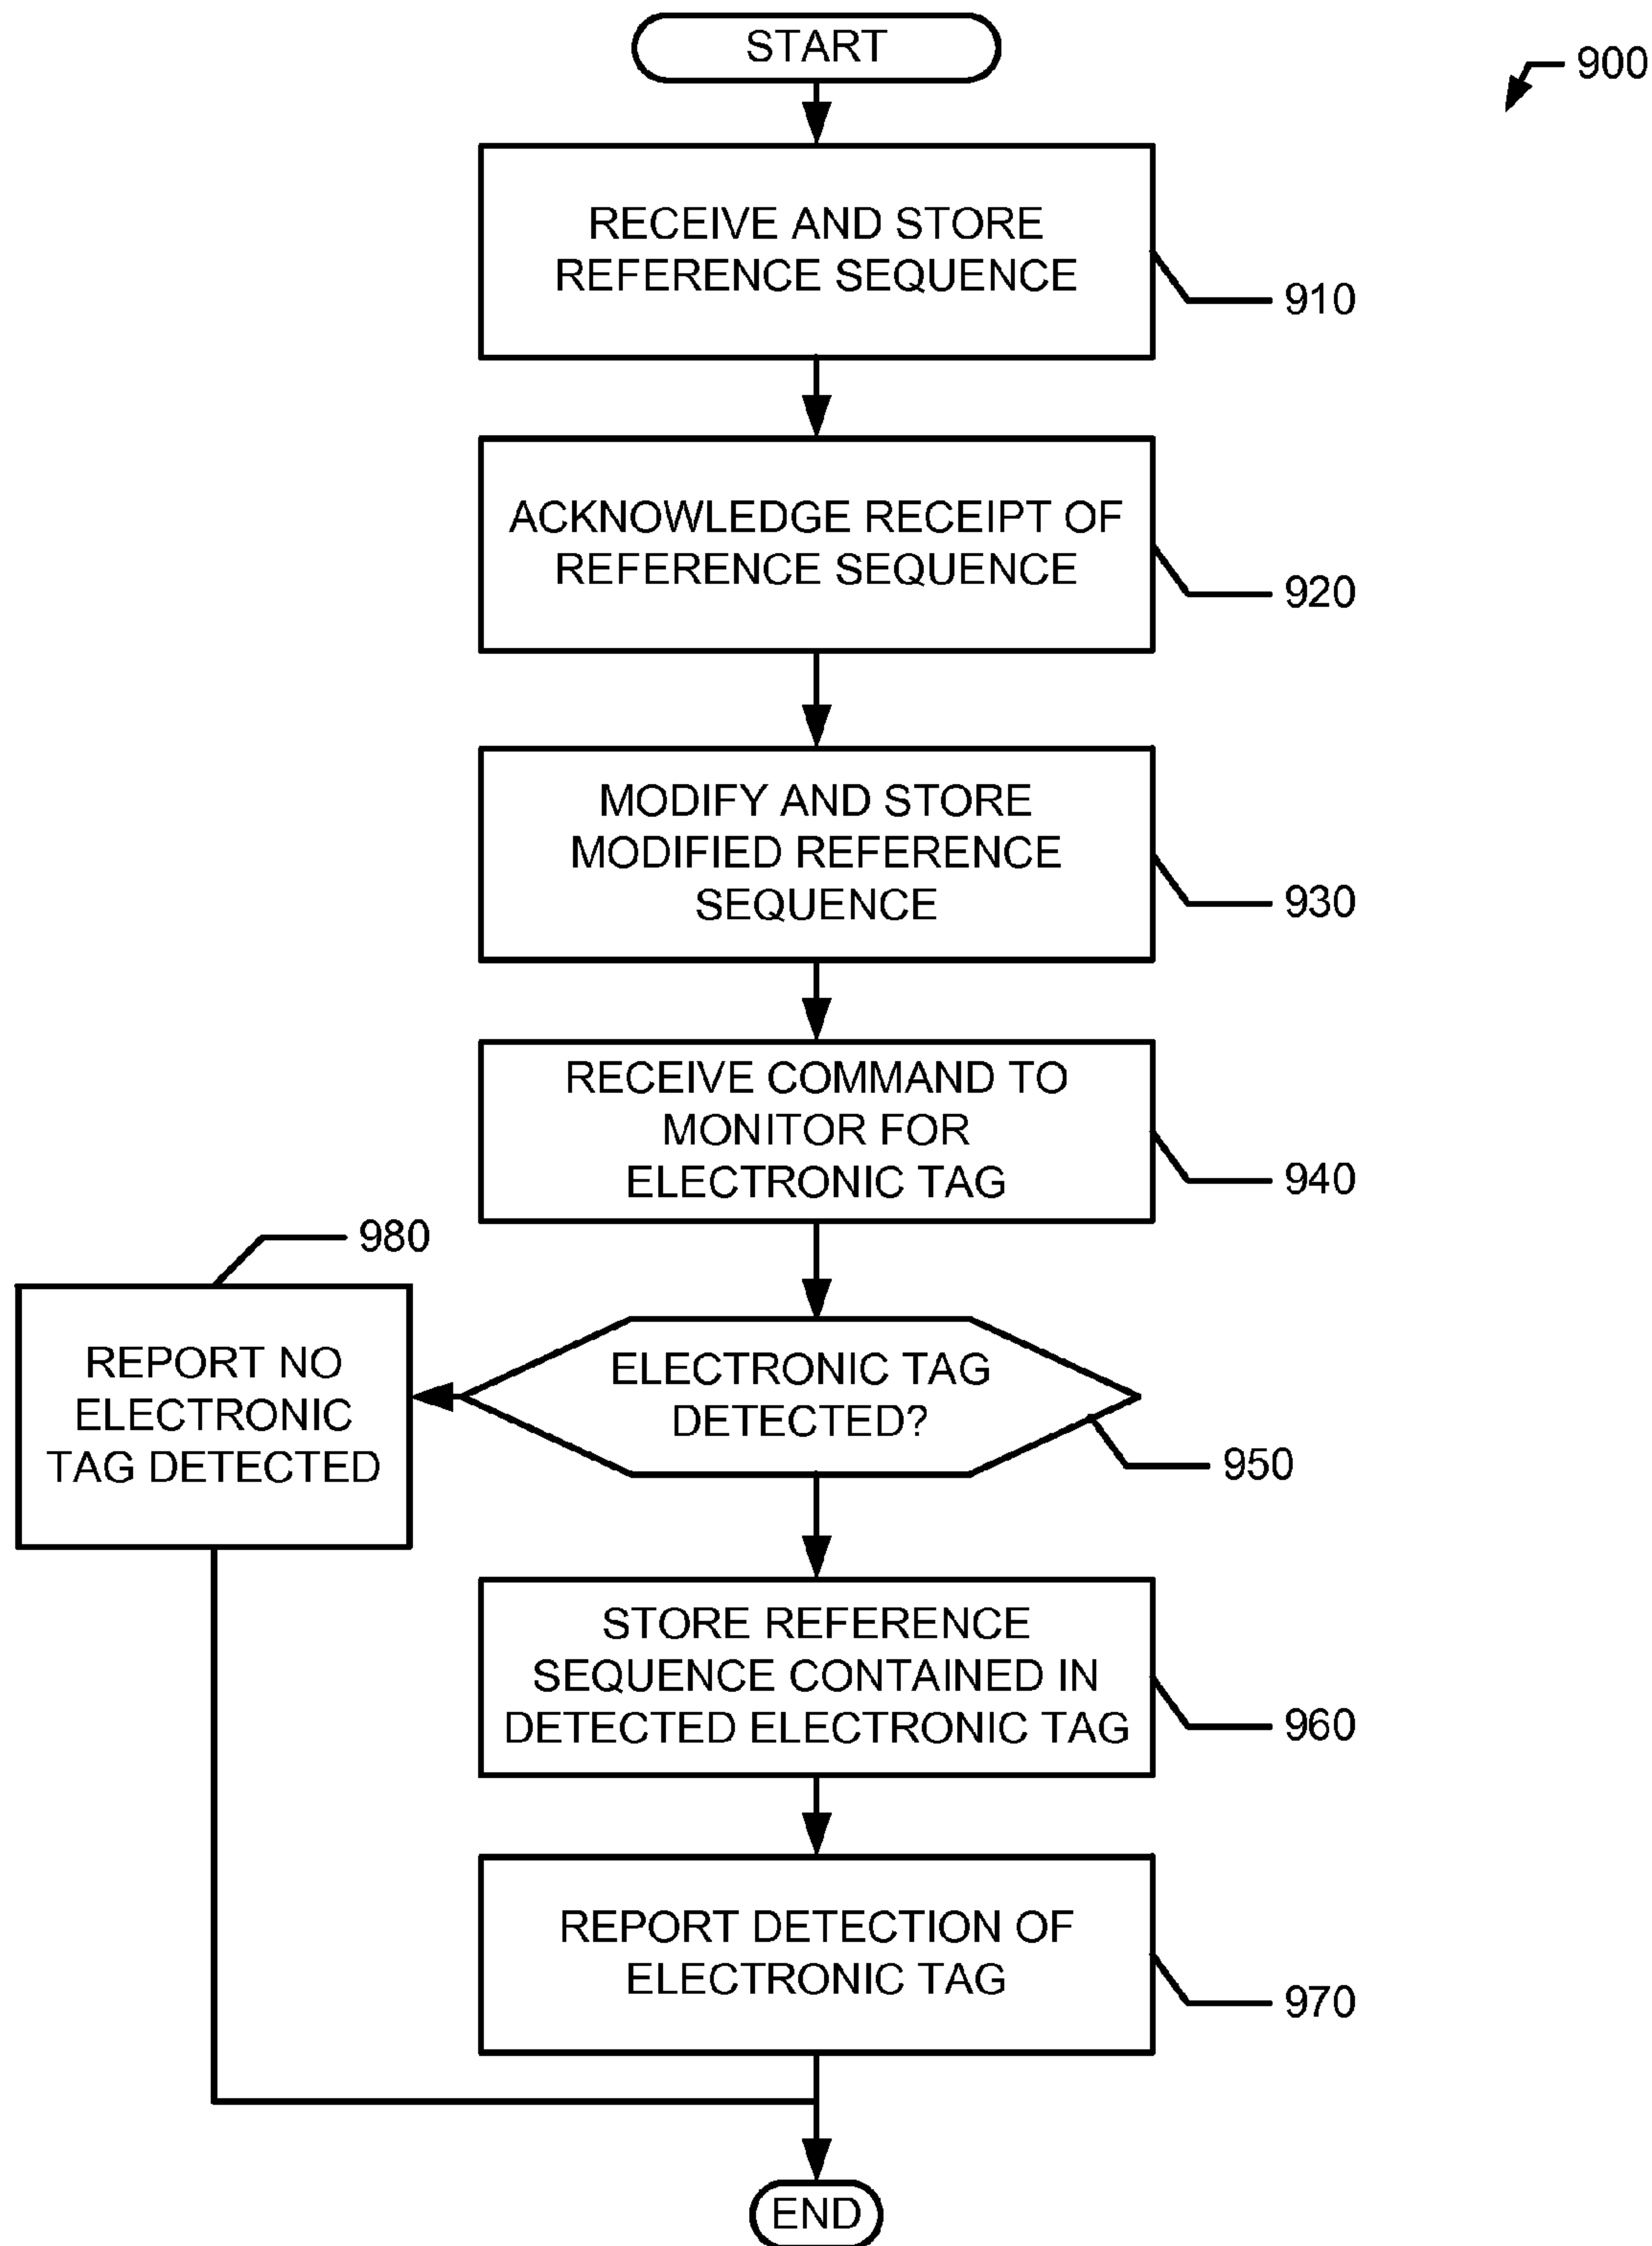 START
900
RECEIVE AND STORE
REFERENCE SEQUENCE
910
ACKNOWLEDGE RECEIPT OF
REFERENCE SEQUENCE
920
MODIFY AND STORE
MODIFIED REFERENCE
SEQUENCE
930
RECEIVE COMMAND TO
MONITOR FOR
ELECTRONIC TAG
940
980
REPORT NO
ELECTRONIC
TAG DETECTED
ELECTRONIC TAG
DETECTED?
950
STORE REFERENCE
SEQUENCE CONTAINED IN
DETECTED ELECTRONIC TAG
960
REPORT DETECTION OF
ELECTRONIC TAG
970
END